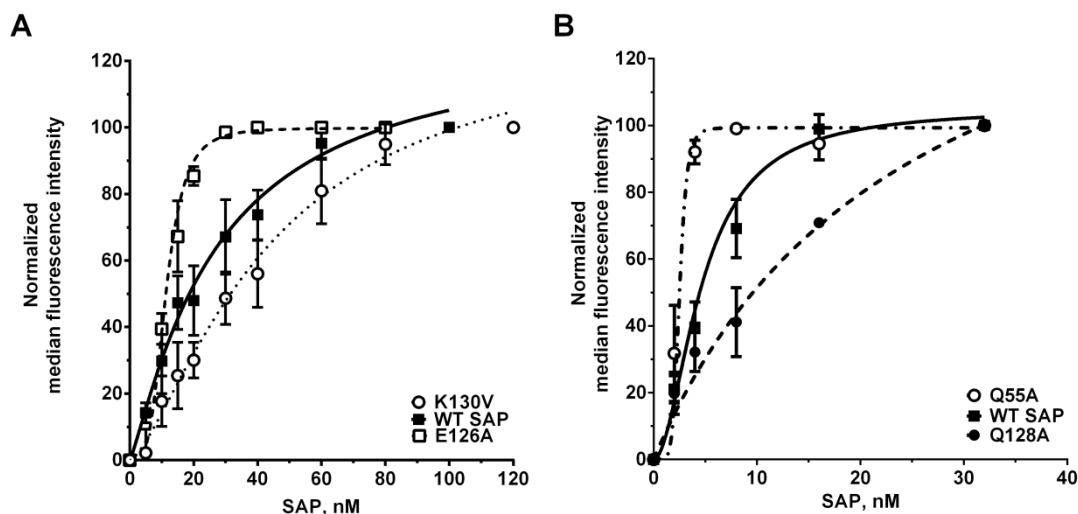 A
Normalized
median fluorescence intensity
120
100
80
60
40
20
0
0 20 40 60 80 100 120
SAP, nM
K130V
WT SAP
E126A
B
Normalized
median fluorescence intensity
120
100
80
60
40
20
0
0 10 20 30 40
SAP, nM
Q55A
WT SAP
Q128A